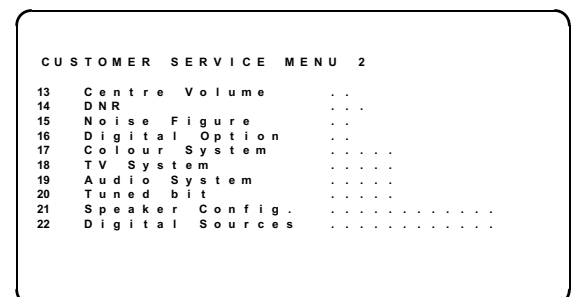 CUSTOMER SERVICE MENU 2
13 Centre Volume . .
14 DNR . . .
15 Noise Figure . .
16 Digital Option . .
17 Colour System . . . . .
18 TV System . . . . .
19 Audio System . . . . .
20 Tuned bit . . . . .
21 Speaker Config. . . . . . . . . . . . .
22 Digital Sources . . . . . . . . . . . .